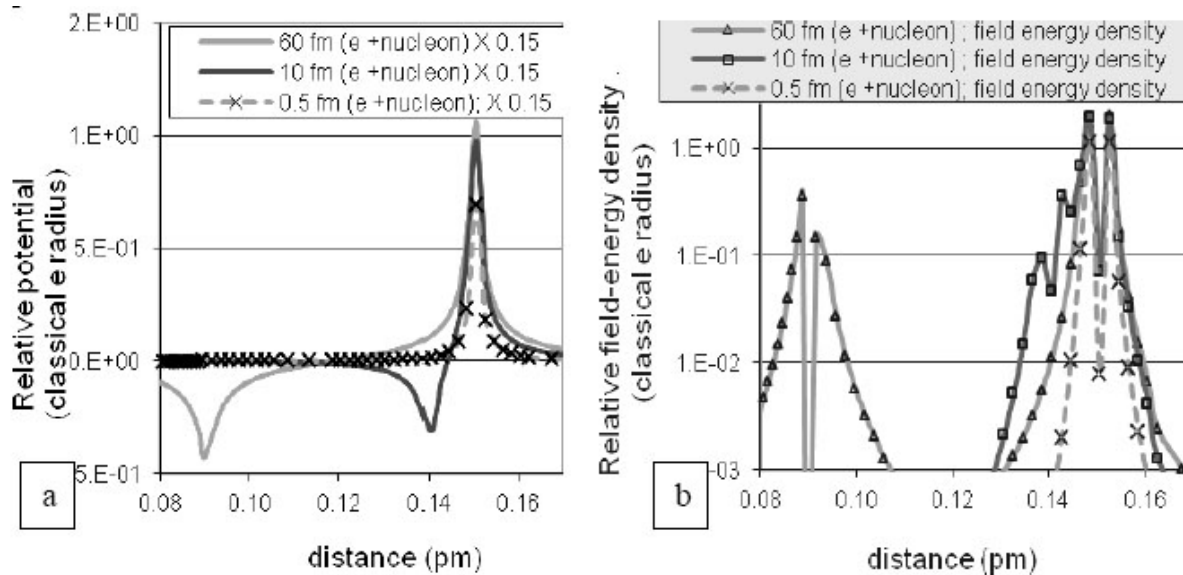 2.E+00
60 fm (e +nucleon) X 0.15
10 fm (e +nucleon) X 0.15
0.5 fm (e +nucleon); X 0.15
1.E+00
5.E-01
0.E+00
5.E-01
Relative potential
(classical e radius)
0.08 0.10 0.12 0.14 0.16
distance (pm)
a
60 fm (e +nucleon) ; field energy density
10 fm (e +nucleon) ; field energy density
0.5 fm (e +nucleon); field energy density
1.E+00
1.E-01
1.E-02
-03
Relative field-energy density .
(classical e radius)
0.08 0.10 0.12 0.14 0.16
distance (pm)
b